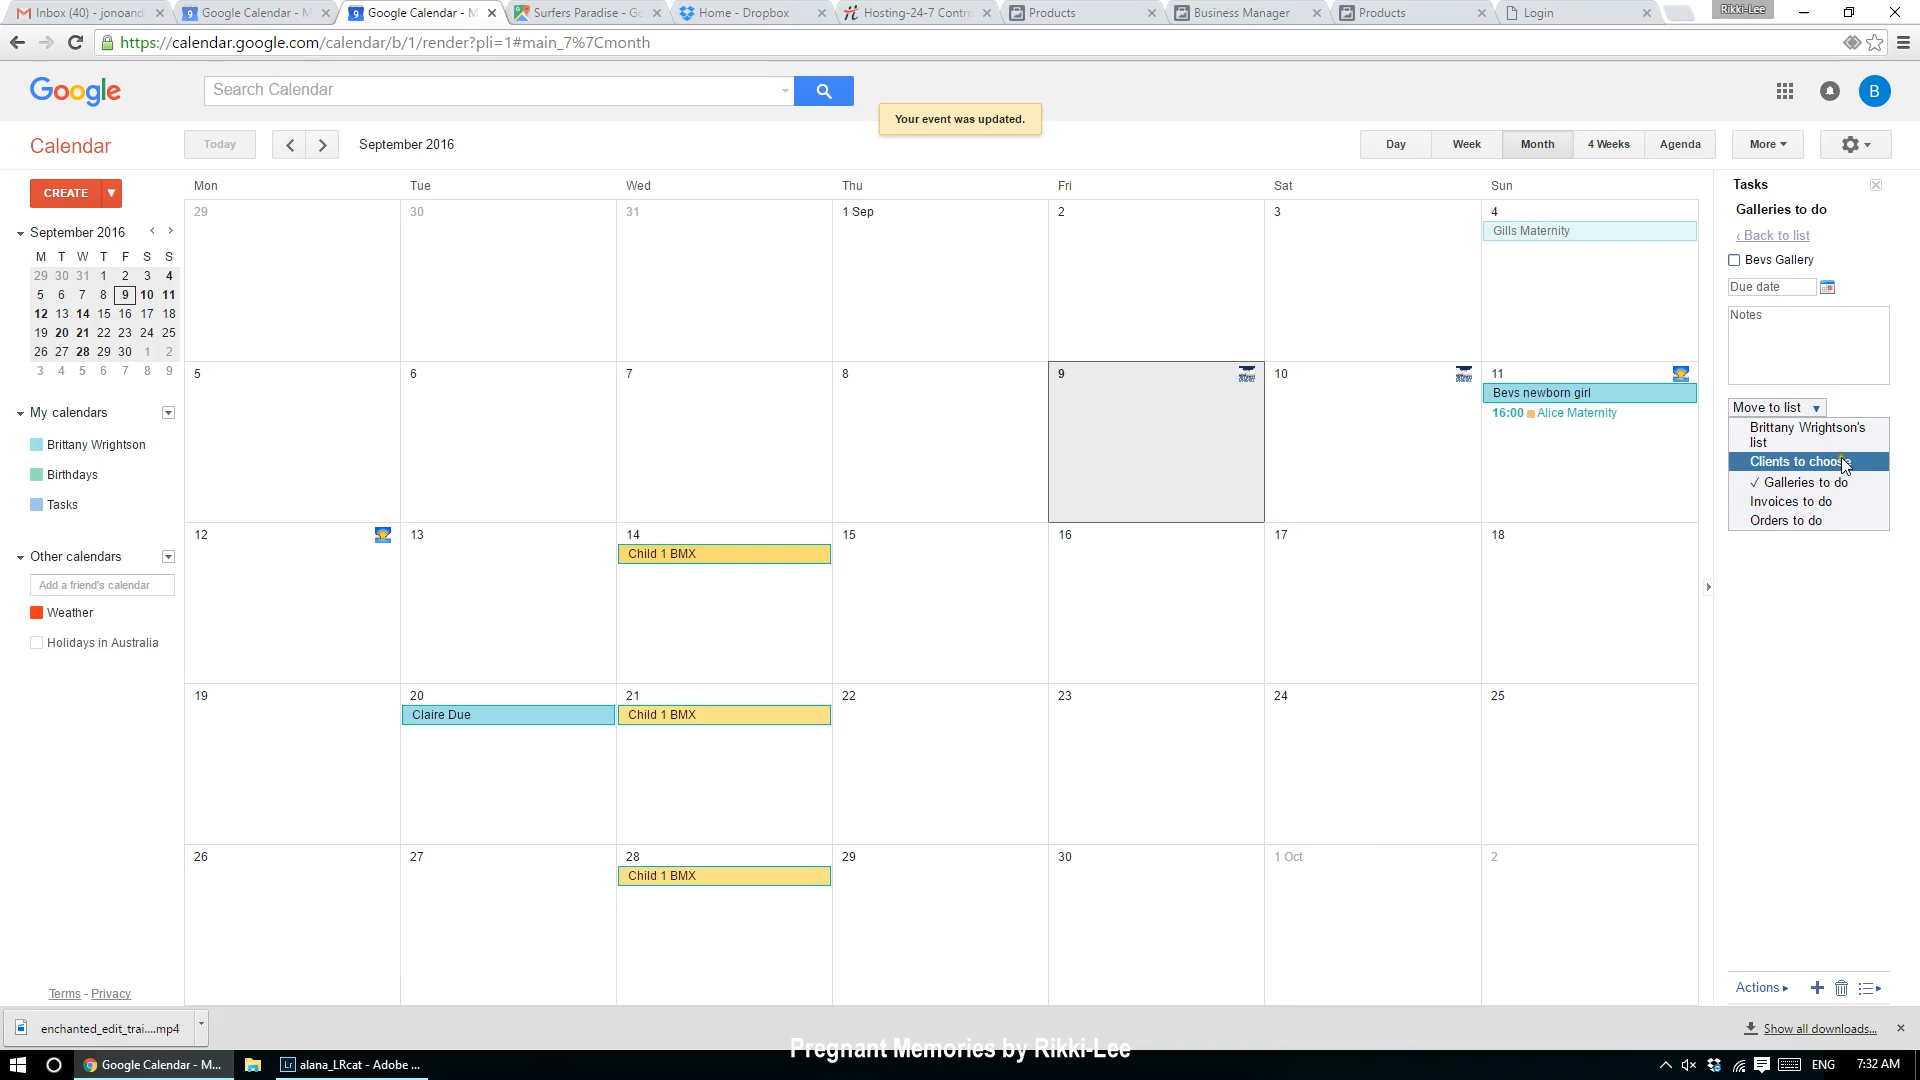 Inbox (40) - jonoand
Google Calendar - M
Google Calendar - M
Surfers Paradise - Go
Home - Dropbox
Hosting-24-7 Contro
Products
Business Manager
Products
Login
Rikki-Lee
https://calendar.google.com/calendar/b/1/render?pli=1#main_7%7Cmonth
Google
Search Calendar
B
Your event was updated.
Calendar
Today
September 2016
Day
Week
Month
4 Weeks
Agenda
More
CREATE
September 2016
M T W T F S S
29 30 31 1 2 3 4
5 6 7 8 9 10 11
12 13 14 15 16 17 18
19 20 21 22 23 24 25
26 27 28 29 30 1 2
3 4 5 6 7 8 9
My calendars
Brittany Wrightson
Birthdays
Tasks
Other calendars
Add a friend's calendar
Weather
Holidays in Australia
Terms - Privacy
Mon Tue Wed Thu Fri Sat Sun
29 30 31 1 Sep 2 3 4
Gills Maternity
5 6 7 8 9 10 11
Bevs newborn girl
16:00 Alice Maternity
12 13 14 15 16 17 18
Child 1 BMX
19 20 21 22 23 24 25
Claire Due
Child 1 BMX
26 27 28 29 30 1 Oct 2
Child 1 BMX
Tasks
Galleries to do
‹ Back to list
Bevs Gallery
Due date
Notes
Move to list
Brittany Wrightson's
list
Clients to choose
✓ Galleries to do
Invoices to do
Orders to do
Actions
enchanted_edit_trai....mp4
Show all downloads...
Pregnant Memories by Rikki-Lee
Google Calendar - M...
Lr
alana_LRcat - Adobe ...
ENG
7:32 AM